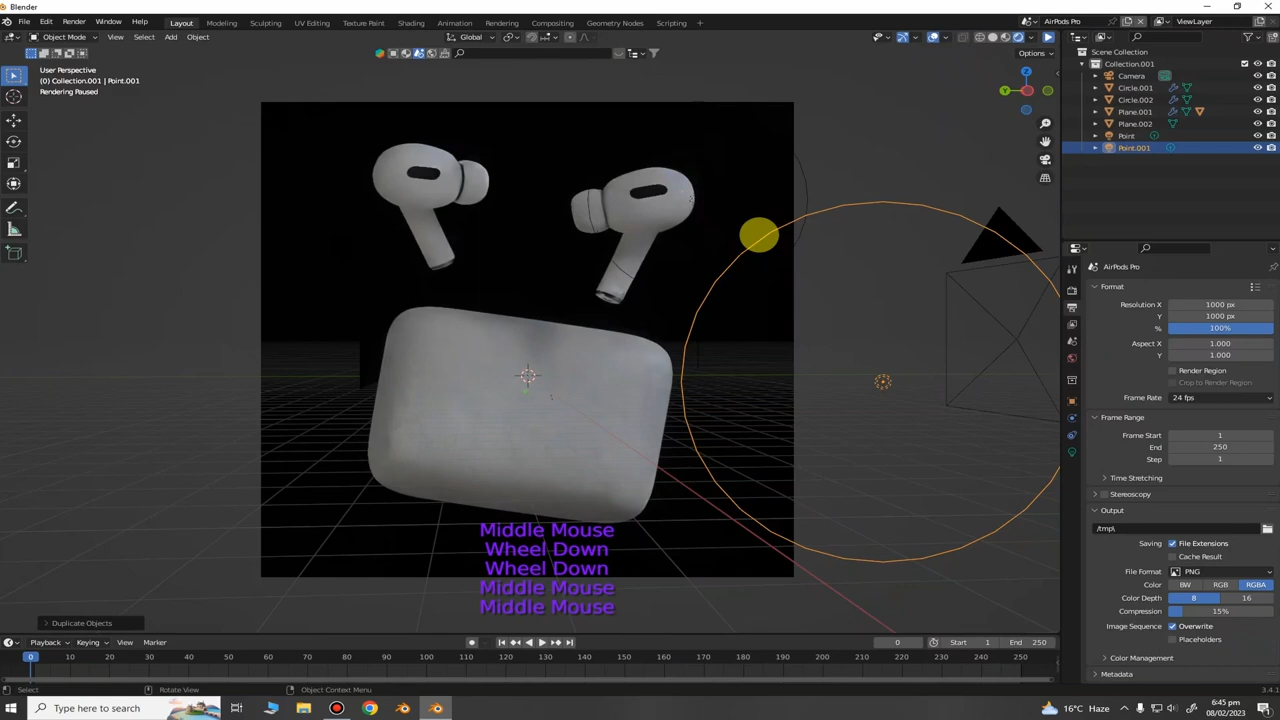 Blender
File Edit Render Window Help Layout Modeling Sculpting UV Editing Texture Paint Shading Animation Rendering Compositing Geometry Nodes Scripting + AirPods Pro ViewLayer
Object Mode View Select Add Object Global
Options
User Perspective
(0) Collection.001 | Point.001
Rendering Paused
Z
Y
Scene Collection
Collection.001
Camera
Circle.001
Circle.002
Plane.001
Plane.002
Point
Point.001
AirPods Pro
Format
Resolution X 1000 px
Y 1000 px
% 100%
Aspect X 1.000
Y 1.000
Render Region
Crop to Render Region
Frame Rate 24 fps
Frame Range
Frame Start 1
End 250
Step 1
Time Stretching
Stereoscopy
Output
/tmp\
Saving File Extensions
Cache Result
File Format PNG
Color BW RGB RGBA
Color Depth 8 16
Compression 15%
Image Sequence Overwrite
Placeholders
Color Management
Metadata
Middle Mouse
Wheel Down
Wheel Down
Middle Mouse
Middle Mouse
Duplicate Objects
Playback Keying View Marker 0 Start 1 End 250
0 10 20 30 40 50 60 70 80 90 100 110 120 130 140 150 160 170 180 190 200 210 220 230 240 250
Select Rotate View Object Context Menu 3.4.1
Type here to search 16°C Haze 6:45 pm
08/02/2023